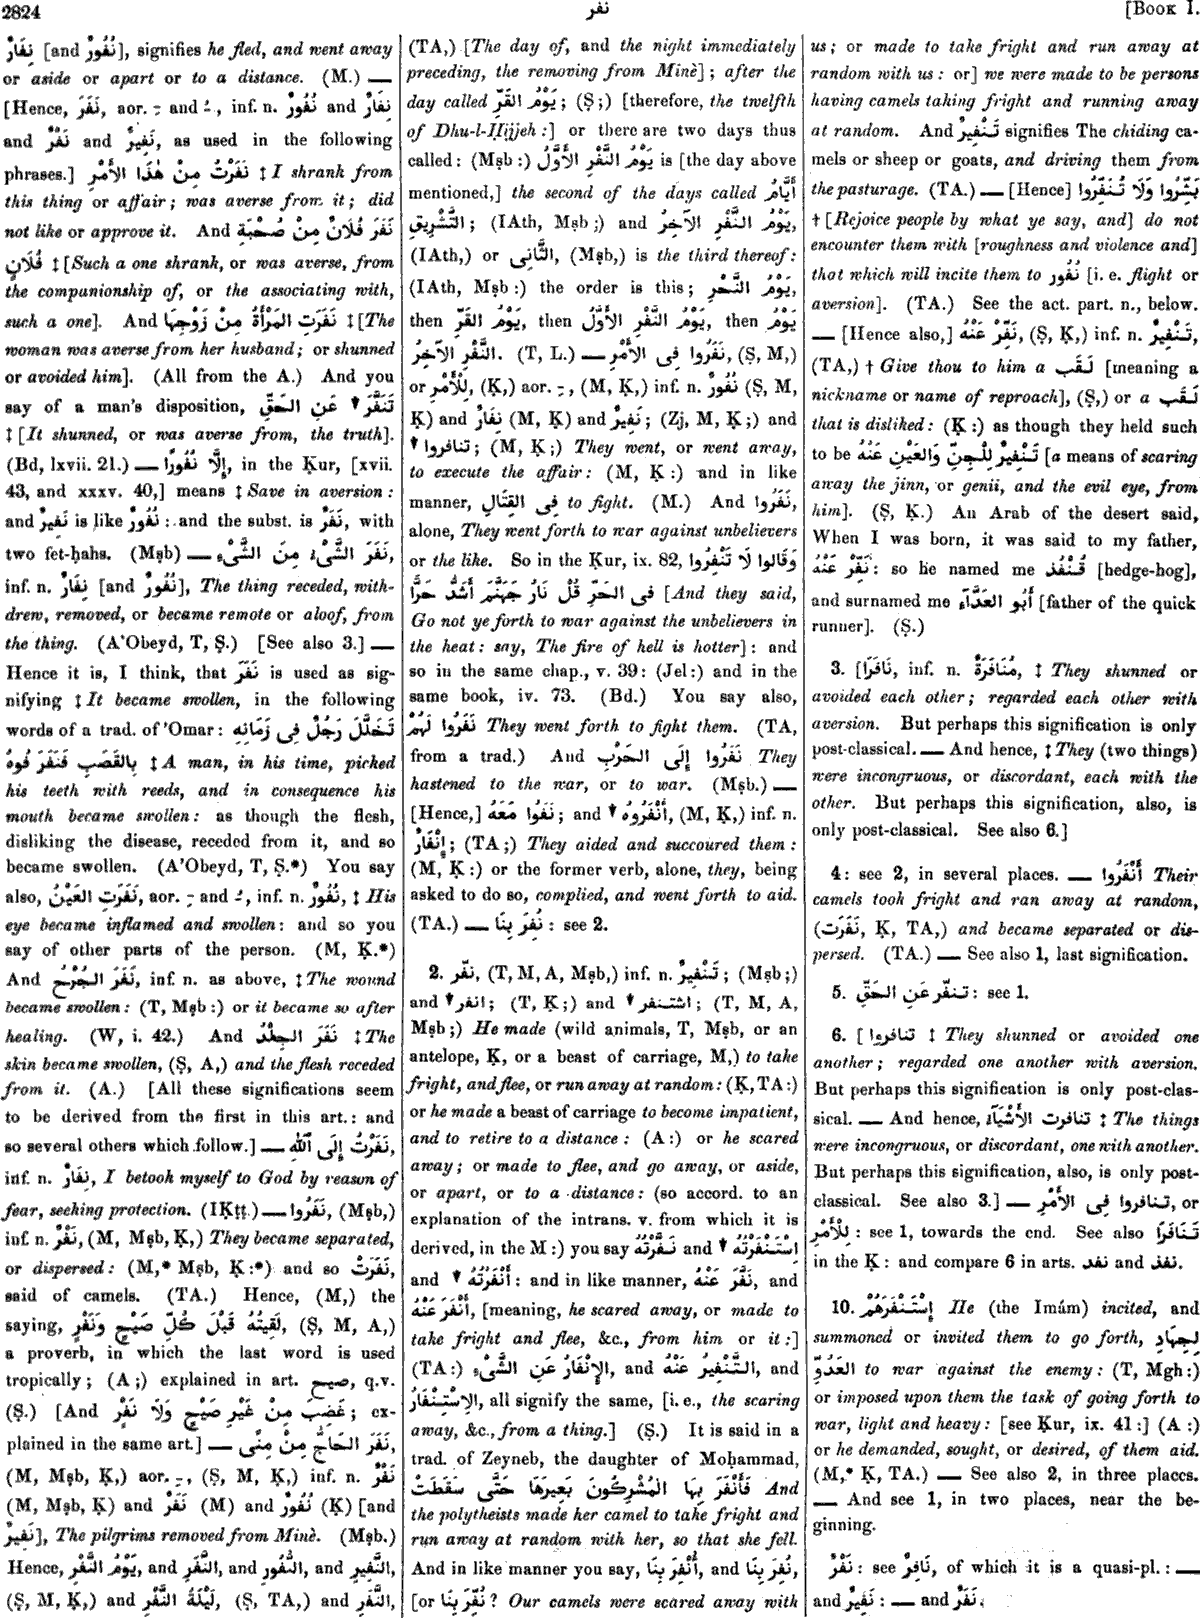 2824
نفر
[Book I.
نِفَارٌ [and نُفُورٌ], signifies he fled, and went away
or aside or apart or to a distance. (M.) —
[Hence, نَفَرَ, aor. ـِ and ـُ, inf. n. نُفُورٌ and نِفَارٌ
and نَفْرٌ and نَفِيرٌ, as used in the following
phrases.] نَفَرْتُ مِنْ هٰذَا الأَمْرِ ‡ I shrank from
this thing or affair; was averse from it; did
not like or approve it. And نَفَرَ فُلَانٌ مِنْ صُحْبَةِ
فُلَانٍ ‡ [Such a one shrank, or was averse, from
the companionship of, or the associating with,
such a one]. And نَفَرَتِ المَرْأَةُ مِنْ زَوْجِهَا ‡ [The
woman was averse from her husband; or shunned
or avoided him]. (All from the A.) And you
say of a man's disposition, تَنَفَّرَ ▼ عَنِ الحَقِّ
‡ [It shunned, or was averse from, the truth].
(Bd, lxvii. 21.) — إِلَّا نُفُورًا, in the Ḳur, [xvii.
43, and xxxv. 40,] means ‡ Save in aversion:
and نَفِيرٌ is like نُفُورٌ: and the subst. is نَفَرٌ, with
two fet-ḥahs. (Mṣb) — نَفَرَ الشَّىْءُ مِنَ الشَّىْءِ,
inf. n. نِفَارٌ [and نُفُورٌ], The thing receded, with-
drew, removed, or became remote or aloof, from
the thing. (A'Obeyd, T, Ṣ.) [See also 3.] —
Hence it is, I think, that نَفَرَ is used as sig-
nifying ‡ It became swollen, in the following
words of a trad. of 'Omar: تَخَلَّلَ رَجُلٌ فِى زَمَانِهِ
بِالقَصَبِ فَنَفَرَ فُوهُ ‡ A man, in his time, picked
his teeth with reeds, and in consequence his
mouth became swollen: as though the flesh,
disliking the disease, receded from it, and so
became swollen. (A'Obeyd, T, Ṣ.*) You say
also, نَفَرَتِ العَيْنُ, aor. ـِ and ـُ, inf. n. نُفُورٌ, ‡ His
eye became inflamed and swollen: and so you
say of other parts of the person. (M, Ḳ.*)
And نَفَرَ الجُرْحُ, inf. n. as above, ‡ The wound
became swollen: (T, Mṣb:) or it became so after
healing. (W, i. 42.) And نَفَرَ الجِلْدُ ‡ The
skin became swollen, (Ṣ, A,) and the flesh receded
from it. (A.) [All these significations seem
to be derived from the first in this art.: and
so several others which follow.] — نَفَرْتُ إِلَى ٱللّٰهِ,
inf. n. نِفَارٌ, I betook myself to God by reason of
fear, seeking protection. (IḲṭṭ.) — نَفَرُوا, (Mṣb,)
inf. n. نَفْرٌ, (M, Mṣb, Ḳ,) They became separated,
or dispersed: (M,* Mṣb, Ḳ:*) and so نَفَرَتْ,
said of camels. (TA.) Hence, (M,) the
saying, لَقِيتُهُ قَبْلَ كُلِّ صَيْحٍ وَنَفْرٍ, (Ṣ, M, A,)
a proverb, in which the last word is used
tropically; (A;) explained in art. صيح, q.v.
(Ṣ.) [And غَضِبَ مِنْ غَيْرِ صَيْحٍ وَلَا نَفْرٍ; ex-
plained in the same art.] — نَفَرَ الحَاجُّ مِنْ مِنًى,
(M, Mṣb, Ḳ,) aor. ـِ, (Ṣ, M, Ḳ,) inf. n. نَفْرٌ
(M, Mṣb, Ḳ) and نَفَرٌ (M) and نُفُورٌ (Ḳ) [and
نَفِيرٌ], The pilgrims removed from Minè. (Mṣb.)
Hence, يَوْمُ النَّفْرِ, and النَّفَرِ, and النُّفُورِ, and النَّفِيرِ,
(Ṣ, M, Ḳ,) and لَيْلَةُ النَّفْرِ, (Ṣ, TA,) and النَّفَرِ,
(TA,) [The day of, and the night immediately
preceding, the removing from Minè]; after the
day called يَوْمُ القَرِّ; (Ṣ;) [therefore, the twelfth
of Dhu-l-Ḥijjeh:] or there are two days thus
called: (Mṣb:) يَوْمُ النَّفْرِ الأَوَّلُ is [the day above
mentioned,] the second of the days called أَيَّامُ
التَّشْرِيقِ; (IAth, Mṣb;) and يَوْمُ النَّفْرِ الآخِرُ,
(IAth,) or الثَّانِى, (Mṣb,) is the third thereof:
(IAth, Mṣb:) the order is this; يَوْمُ النَّحْرِ,
then يَوْمُ القَرِّ, then يَوْمُ النَّفْرِ الأَوَّلُ, then يَوْمُ
النَّفْرِ الآخِرُ. (T, L.) — نَفَرُوا فِى الأَمْرِ, (Ṣ, M,)
or لِلْأَمْرِ, (Ḳ,) aor. ـِ, (M, Ḳ,) inf. n. نُفُورٌ (Ṣ, M,
Ḳ) and نِفَارٌ (M, Ḳ) and نَفِيرٌ; (Zj, M, Ḳ;) and
▼ تنافروا; (M, Ḳ;) They went, or went away,
to execute the affair: (M, Ḳ:) and in like
manner, فِى القِتَالِ to fight. (M.) And نَفَرُوا,
alone, They went forth to war against unbelievers
or the like. So in the Ḳur, ix. 82, وَقَالوا لَا تَنْفِرُوا
فِى الحَرِّ قُلْ نَارُ جَهَنَّمَ أَشَدُّ حَرًّا [And they said,
Go not ye forth to war against the unbelievers in
the heat: say, The fire of hell is hotter]: and
so in the same chap., v. 39: (Jel:) and in the
same book, iv. 73. (Bd.) You say also,
نَفَرُوا لَهُمْ They went forth to fight them. (TA,
from a trad.) And نَفَرُوا إِلَى الحَرْبِ They
hastened to the war, or to war. (Mṣb.) —
[Hence,] نَفَرُوا مَعَهُ; and ▼ أَنْفَرُوهُ, (M, Ḳ,) inf. n.
إِنْفَارٌ; (TA;) They aided and succoured them:
(M, Ḳ:) or the former verb, alone, they, being
asked to do so, complied, and went forth to aid.
(TA.) — نُفِرَ بِنَا: see 2.
2. نفّر, (T, M, A, Mṣb,) inf. n. تَنْفِيرٌ; (Mṣb;)
and ▼ انفر; (T, Ḳ;) and ▼ استنفر; (T, M, A,
Mṣb;) He made (wild animals, T, Mṣb, or an
antelope, Ḳ, or a beast of carriage, M,) to take
fright, and flee, or run away at random: (Ḳ, TA:)
or he made a beast of carriage to become impatient,
and to retire to a distance: (A:) or he scared
away; or made to flee, and go away, or aside,
or apart, or to a distance: (so accord. to an
explanation of the intrans. v. from which it is
derived, in the M:) you say نَفَّرْتُهُ and ▼ اسْتَنْفَرْتُهُ
and ▼ أَنْفَرْتُهُ: and in like manner, نَفَّرَ عَنْهُ, and
أَنْفَرَ عَنْهُ, [meaning, he scared away, or made to
take fright and flee, &c., from him or it:]
(TA:) الإِنْفَارُ عَنِ الشَّىْءِ, and التَّنْفِيرُ عَنْهُ, and
الاِسْتِنْفَارُ, all signify the same, [i. e., the scaring
away, &c., from a thing.] (Ṣ.) It is said in a
trad. of Zeyneb, the daughter of Moḥammad,
فَأَنْفَرَ بِهَا المُشْرِكُونَ بَعِيرَهَا حَتَّى سَقَطَتْ And
the polytheists made her camel to take fright and
run away at random with her, so that she fell.
And in like manner you say, أُنْفِرَ بِنَا, and نُفِرَ بِنَا,
[or نُفِّرَ بِنَا? Our camels were scared away with
us; or made to take fright and run away at
random with us: or] we were made to be persons
having camels taking fright and running away
at random. And تَنْفِيرٌ signifies The chiding ca-
mels or sheep or goats, and driving them from
the pasturage. (TA.) — [Hence] بَشِّرُوا وَلَا تُنَفِّرُوا
† [Rejoice people by what ye say, and] do not
encounter them with [roughness and violence and]
that which will incite them to نُفُور [i. e. flight or
aversion]. (TA.) See the act. part. n., below.
— [Hence also,] نَفِّرْ عَنْهُ, (Ṣ, Ḳ,) inf. n. تَنْفِيرٌ,
(TA,) † Give thou to him a لَقَب [meaning a
nickname or name of reproach], (Ṣ,) or a لَقَب
that is disliked: (Ḳ:) as though they held such
to be تَنْفِيرٌ لِلْجِنِّ وَالعَيْنِ عَنْهُ [a means of scaring
away the jinn, or genii, and the evil eye, from
him]. (Ṣ, Ḳ.) An Arab of the desert said,
When I was born, it was said to my father,
نَفِّرْ عَنْهُ: so he named me قُنْفُذ [hedge-hog],
and surnamed me أَبُو العَدَّآءِ [father of the quick
runner]. (Ṣ.)
3. [نَافَرَا, inf. n. مُنَافَرَةٌ, ‡ They shunned or
avoided each other; regarded each other with
aversion. But perhaps this signification is only
post-classical. — And hence, ‡ They (two things)
were incongruous, or discordant, each with the
other. But perhaps this signification, also, is
only post-classical. See also 6.]
4: see 2, in several places. — أَنْفَرُوا Their
camels took fright and ran away at random,
(نَفَرَت, Ḳ, TA,) and became separated or dis-
persed. (TA.) — See also 1, last signification.
5. تنفّر عَنِ الحَقِّ: see 1.
6. [تنافروا ‡ They shunned or avoided one
another; regarded one another with aversion.
But perhaps this signification is only post-clas-
sical. — And hence, تنافرت الأَشْيَآءُ ‡ The things
were incongruous, or discordant, one with another.
But perhaps this signification, also, is only post-
classical. See also 3.] — تنافروا فِى الأَمْرِ, or
لِلْأَمْرِ: see 1, towards the end. See also تَنَافَرَا
in the Ḳ: and compare 6 in arts. نفد and نفذ.
10. إِسْتَنْفَرَهُمْ He (the Imám) incited, and
summoned or invited them to go forth, لِجِهَادِ
العَدُوِّ to war against the enemy: (T, Mgh:)
or imposed upon them the task of going forth to
war, light and heavy: [see Ḳur, ix. 41:] (A:)
or he demanded, sought, or desired, of them aid.
(M,* Ḳ, TA.) — See also 2, in three places.
— And see 1, in two places, near the be-
ginning.
نَفْرٌ: see نَافِرٌ, of which it is a quasi-pl.: —
and نَفِيرٌ: — and نَفَرٌ.